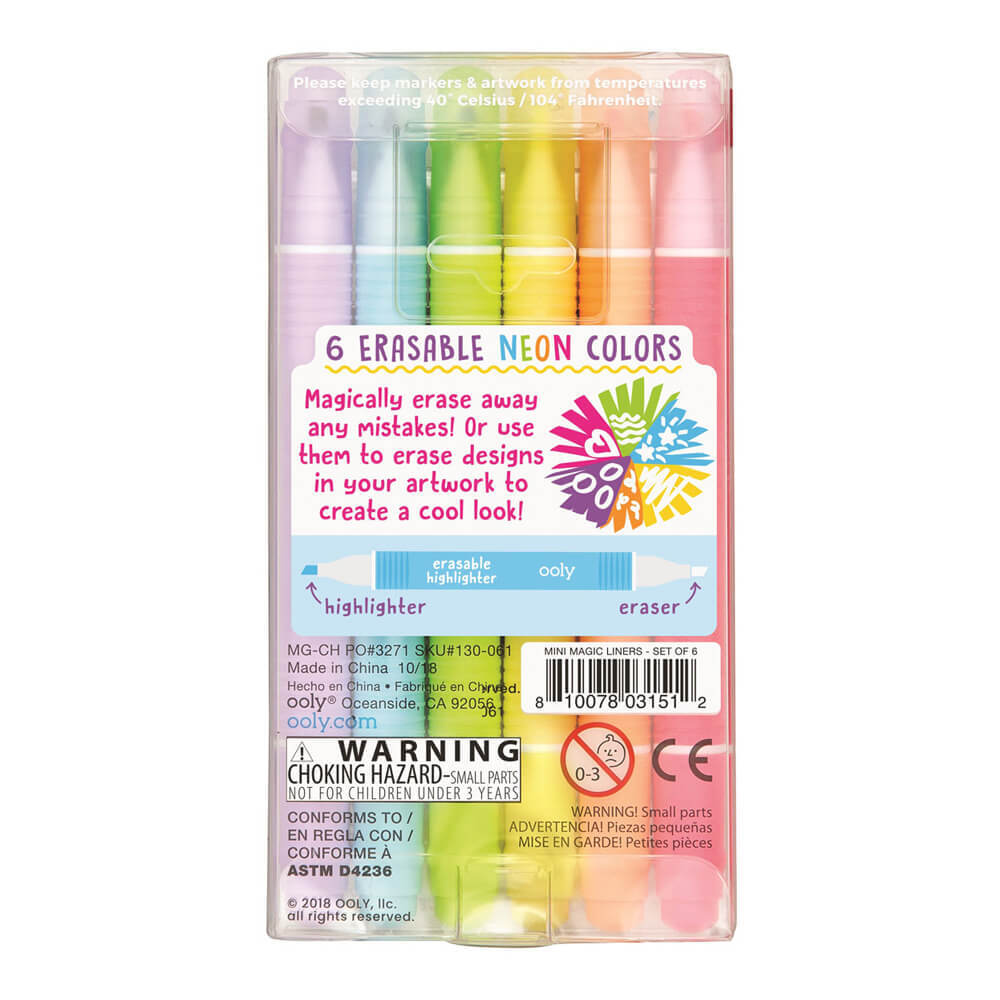 Please keep markers & artwork from temperatures
exceeding 40° Celsius / 104° Fahrenheit.
6 ERASABLE NEON COLORS
Magically erase away
any mistakes! Or use
them to erase designs
in your artwork to
create a cool look!
erasable
highlighter
ooly
highlighter
eraser
MG-CH PO#3271 SKU#130-061
Made in China 10/18
Hecho en China • Fabriqué en Chine
rved.
ooly® Oceanside, CA 92056
061
ooly.com
MINI MAGIC LINERS - SET OF 6
8 10078 03151 2
WARNING
CHOKING HAZARD-SMALL PARTS
NOT FOR CHILDREN UNDER 3 YEARS
0-3
CE
CONFORMS TO /
EN REGLA CON /
CONFORME À
ASTM D4236
WARNING! Small parts
ADVERTENCIA! Piezas pequeñas
MISE EN GARDE! Petites pièces
© 2018 OOLY, llc.
all rights reserved.